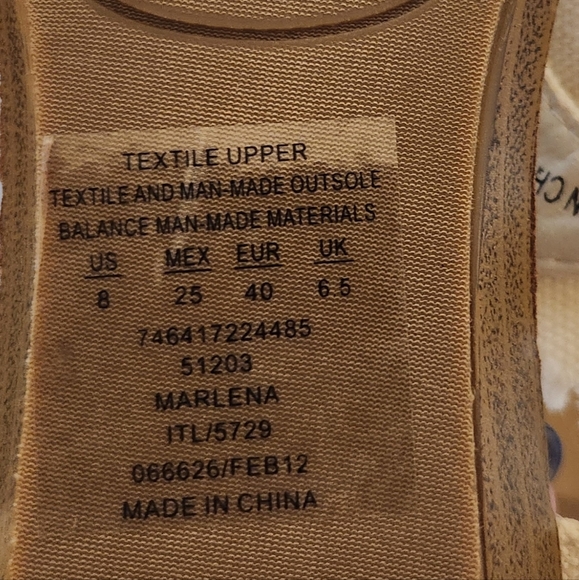 TEXTILE UPPER
TEXTILE AND MAN-MADE OUTSOLE
BALANCE MAN-MADE MATERIALS
US MEX EUR UK
8 25 40 6 5
746417224485
51203
MARLENA
ITL/5729
066626/FEB12
MADE IN CHINA